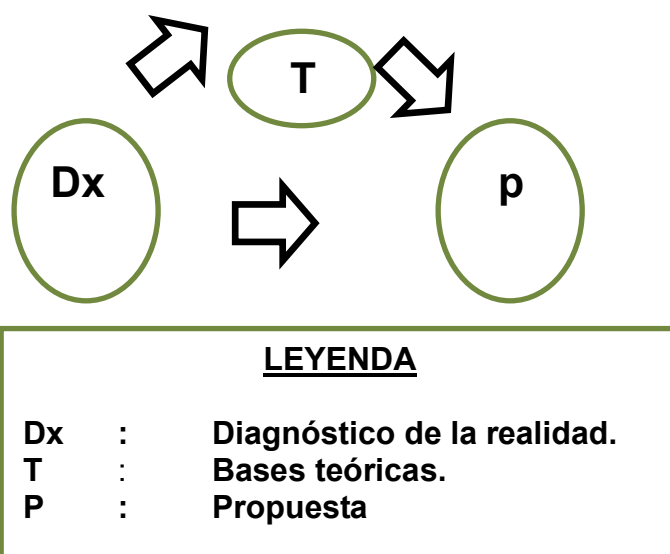 T
Dx
p
LEYENDA
Dx : Diagnóstico de la realidad.
T : Bases teóricas.
P : Propuesta